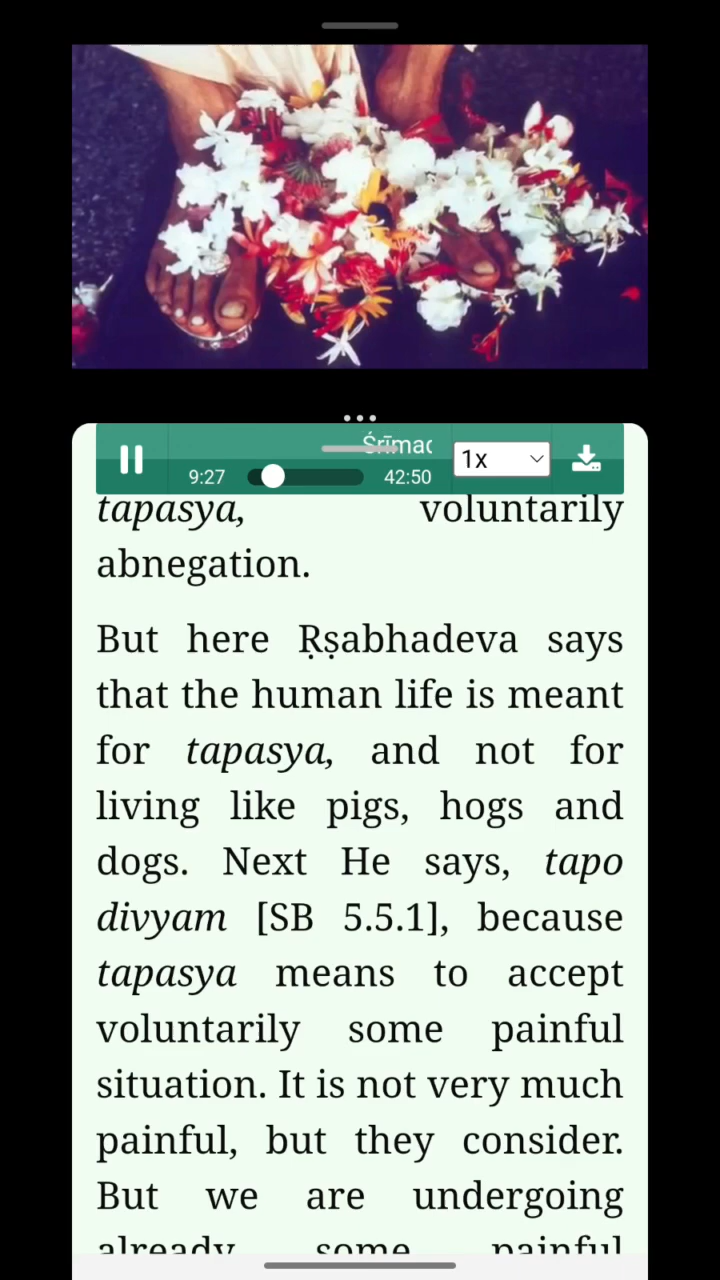 Śrīmad
1x
9:27
42:50
tapasya, voluntarily
abnegation.
But here Ṛṣabhadeva says
that the human life is meant
for tapasya, and not for
living like pigs, hogs and
dogs. Next He says, tapo
divyam [SB 5.5.1], because
tapasya means to accept
voluntarily some painful
situation. It is not very much
painful, but they consider.
But we are undergoing
already some painful